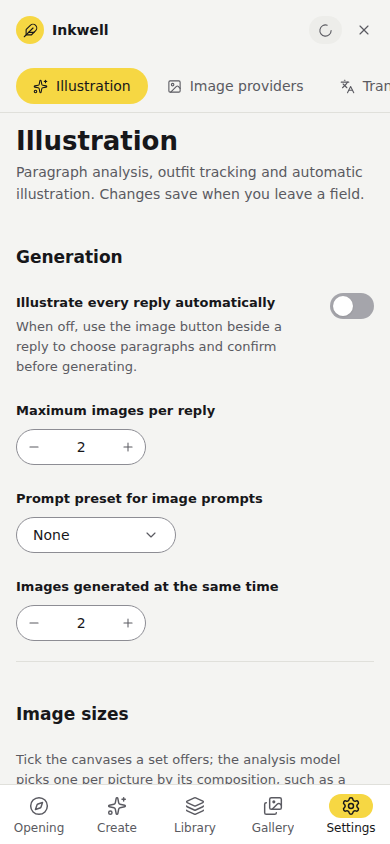 Inkwell
Illustration
Image providers
Tran
Illustration
Paragraph analysis, outfit tracking and automatic
illustration. Changes save when you leave a field.
Generation
Illustrate every reply automatically
When off, use the image button beside a
reply to choose paragraphs and confirm
before generating.
Maximum images per reply
− 2 +
Prompt preset for image prompts
None
Images generated at the same time
− 2 +
Image sizes
Tick the canvases a set offers; the analysis model
picks one per picture by its composition, such as a
Opening
Create
Library
Gallery
Settings